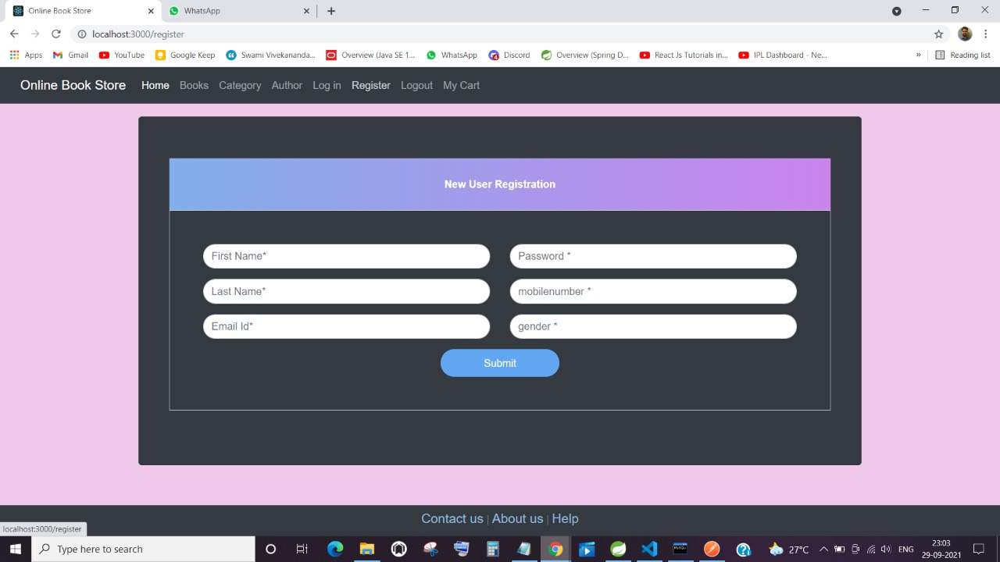 Online Book Store
WhatsApp
localhost:3000/register
Apps Gmail YouTube Google Keep Swami Vivekananda... Overview (Java SE 1... WhatsApp Discord Overview (Spring D... React Js Tutorials in... IPL Dashboard - Ne... » Reading list
Online Book Store Home Books Category Author Log in Register Logout My Cart
New User Registration
First Name* Password *
Last Name* mobilenumber *
Email Id* gender *
Submit
Contact us | About us | Help
localhost:3000/register
Type here to search
27°C ENG
23:03
29-09-2021